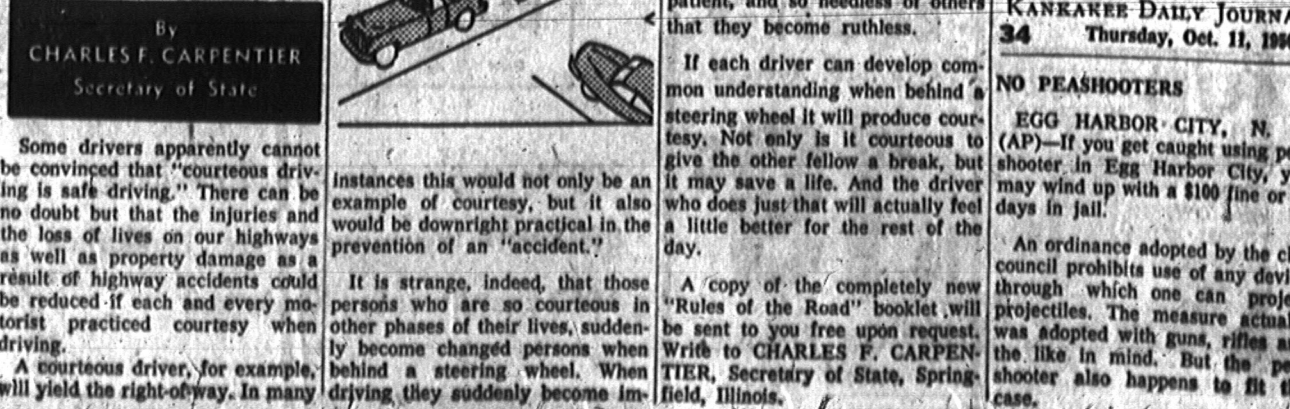 By
CHARLES F. CARPENTIER
Secretary of State
Some drivers apparently cannot
be convinced that "courteous driv-
ing is safe driving." There can be
no doubt but that the injuries and
the loss of lives on our highways
as well as property damage as a
result of highway accidents could
be reduced if each and every mo-
torist practiced courtesy when
driving.
A courteous driver, for example,
will yield the right-of-way. In many
instances this would not only be an
example of courtesy, but it also
would be downright practical in the
prevention of an "accident."
It is strange, indeed, that those
persons who are so courteous in
other phases of their lives, sudden-
ly become changed persons when
behind a steering wheel. When
driving they suddenly become im-
patient, and so needless of others
that they become ruthless.
If each driver can develop com-
mon understanding when behind a
steering wheel it will produce cour-
tesy. Not only is it courteous to
give the other fellow a break, but
it may save a life. And the driver
who does just that will actually feel
a little better for the rest of the
day.
A copy of the completely new
"Rules of the Road" booklet will
be sent to you free upon request.
Write to CHARLES F. CARPEN-
TIER, Secretary of State, Spring-
field, Illinois.
KANKAKEE DAILY JOURNA
34 Thursday, Oct. 11, 195
NO PEASHOOTERS
EGG HARBOR CITY, N.
(AP)—If you get caught using
shooter in Egg Harbor City,
may wind up with a $100 fine or
days in jail.
An ordinance adopted by the
council prohibits use of any devi
through which one can proje
projectiles. The measure actual
was adopted with guns, rifles
the like in mind. But the
shooter also happens to fit
case.